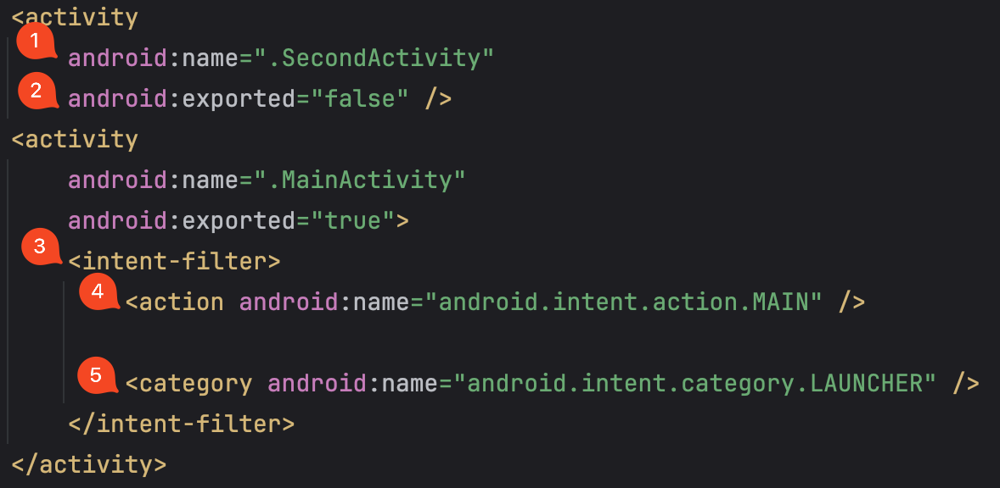 <activity
1 android:name=".SecondActivity"
2 android:exported="false" />
<activity
android:name=".MainActivity"
android:exported="true">
3 <intent-filter>
4 <action android:name="android.intent.action.MAIN" />
5 <category android:name="android.intent.category.LAUNCHER" />
</intent-filter>
</activity>